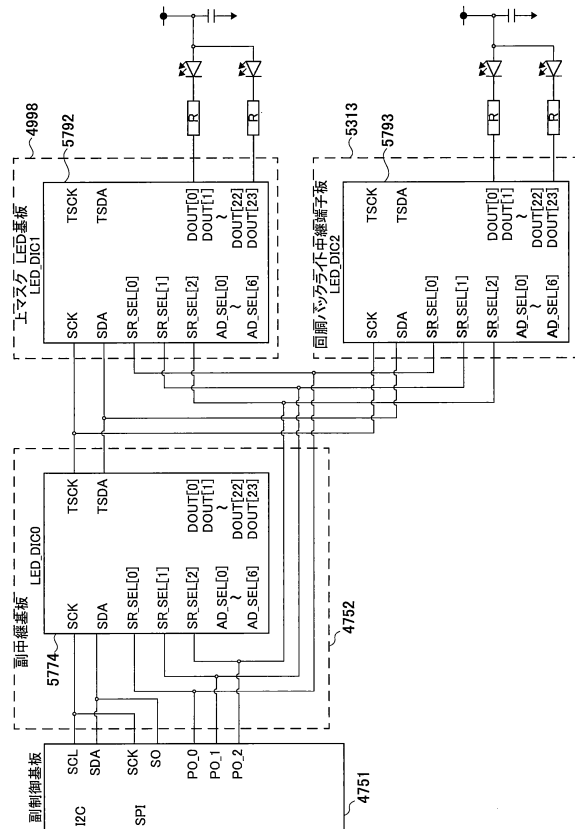 副制御基板
I2C
SPI
SCL
SDA
SCK
SO
PO_0
PO_1
PO_2
4751
副中継基板
5774
LED_DIC0
SCK
SDA
SR_SEL[0]
SR_SEL[1]
SR_SEL[2]
AD_SEL[0]
~
AD_SEL[6]
TSCK
TSDA
DOUT[0]
DOUT[1]
~
DOUT[22]
DOUT[23]
4752
上マスク LED基板
LED_DIC1
4998
5792
SCK
SDA
SR_SEL[0]
SR_SEL[1]
SR_SEL[2]
AD_SEL[0]
~
AD_SEL[6]
TSCK
TSDA
DOUT[0]
DOUT[1]
~
DOUT[22]
DOUT[23]
R
R
回胴バックライト中継端子板
LED_DIC2
5313
5793
SCK
SDA
SR_SEL[0]
SR_SEL[1]
SR_SEL[2]
AD_SEL[0]
~
AD_SEL[6]
TSCK
TSDA
DOUT[0]
DOUT[1]
~
DOUT[22]
DOUT[23]
R
R